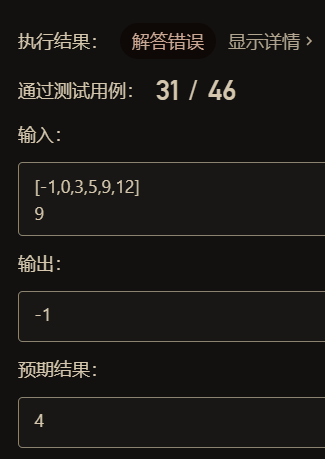 执行结果： 解答错误 显示详情 >
通过测试用例： 31 / 46
输入：
[-1,0,3,5,9,12]
9
输出：
-1
预期结果：
4